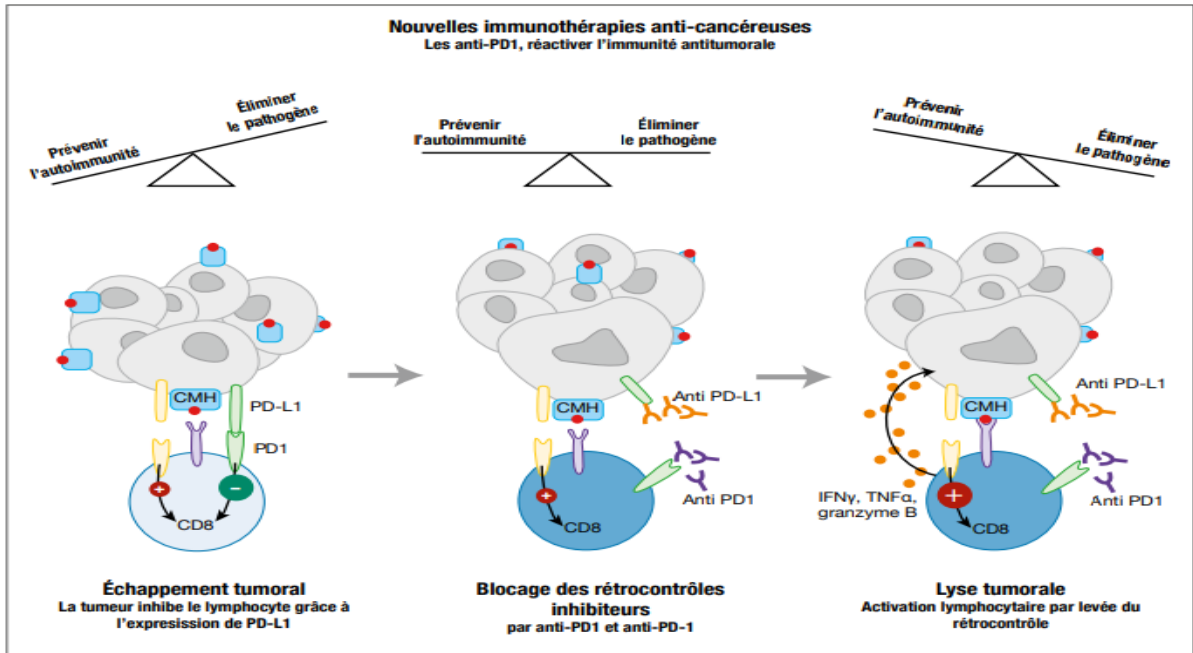 Nouvelles immunothérapies anti-cancéreuses
Les anti-PD1, réactiver l'immunité antitumorale
Prévenir
l'autoimmunité
Éliminer
le pathogène
Prévenir
l'autoimmunité
Éliminer
le pathogène
Prévenir
l'autoimmunité
Éliminer
le pathogène
CMH
PD-L1
PD1
+
−
CD8
CMH
Anti PD-L1
Anti PD1
+
CD8
CMH
Anti PD-L1
IFNγ, TNFα,
granzyme B
Anti PD1
+
CD8
Échappement tumoral
La tumeur inhibe le lymphocyte grâce à
l'expresission de PD-L1
Blocage des rétrocontrôles
inhibiteurs
par anti-PD1 et anti-PD-1
Lyse tumorale
Activation lymphocytaire par levée du
rétrocontrôle